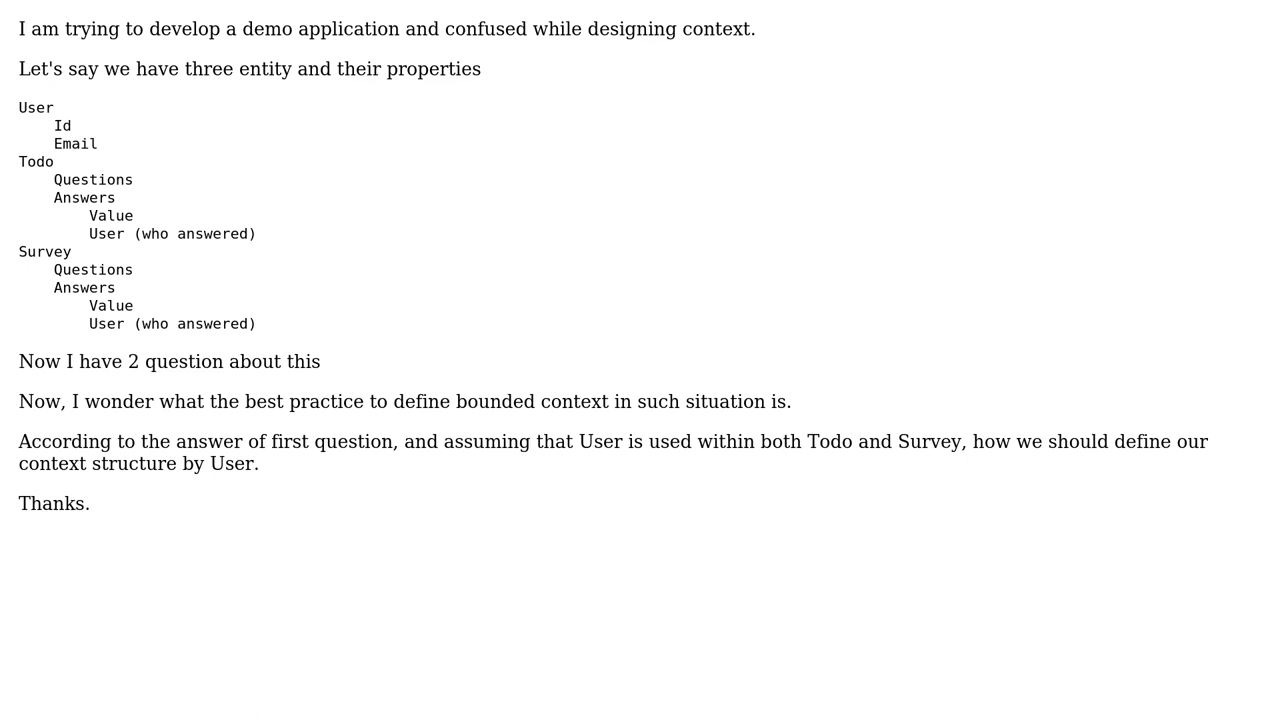 I am trying to develop a demo application and confused while designing context.
Let's say we have three entity and their properties
User
    Id
    Email
Todo
    Questions
    Answers
        Value
        User (who answered)
Survey
    Questions
    Answers
        Value
        User (who answered)
Now I have 2 question about this
Now, I wonder what the best practice to define bounded context in such situation is.
According to the answer of first question, and assuming that User is used within both Todo and Survey, how we should define our
context structure by User.
Thanks.